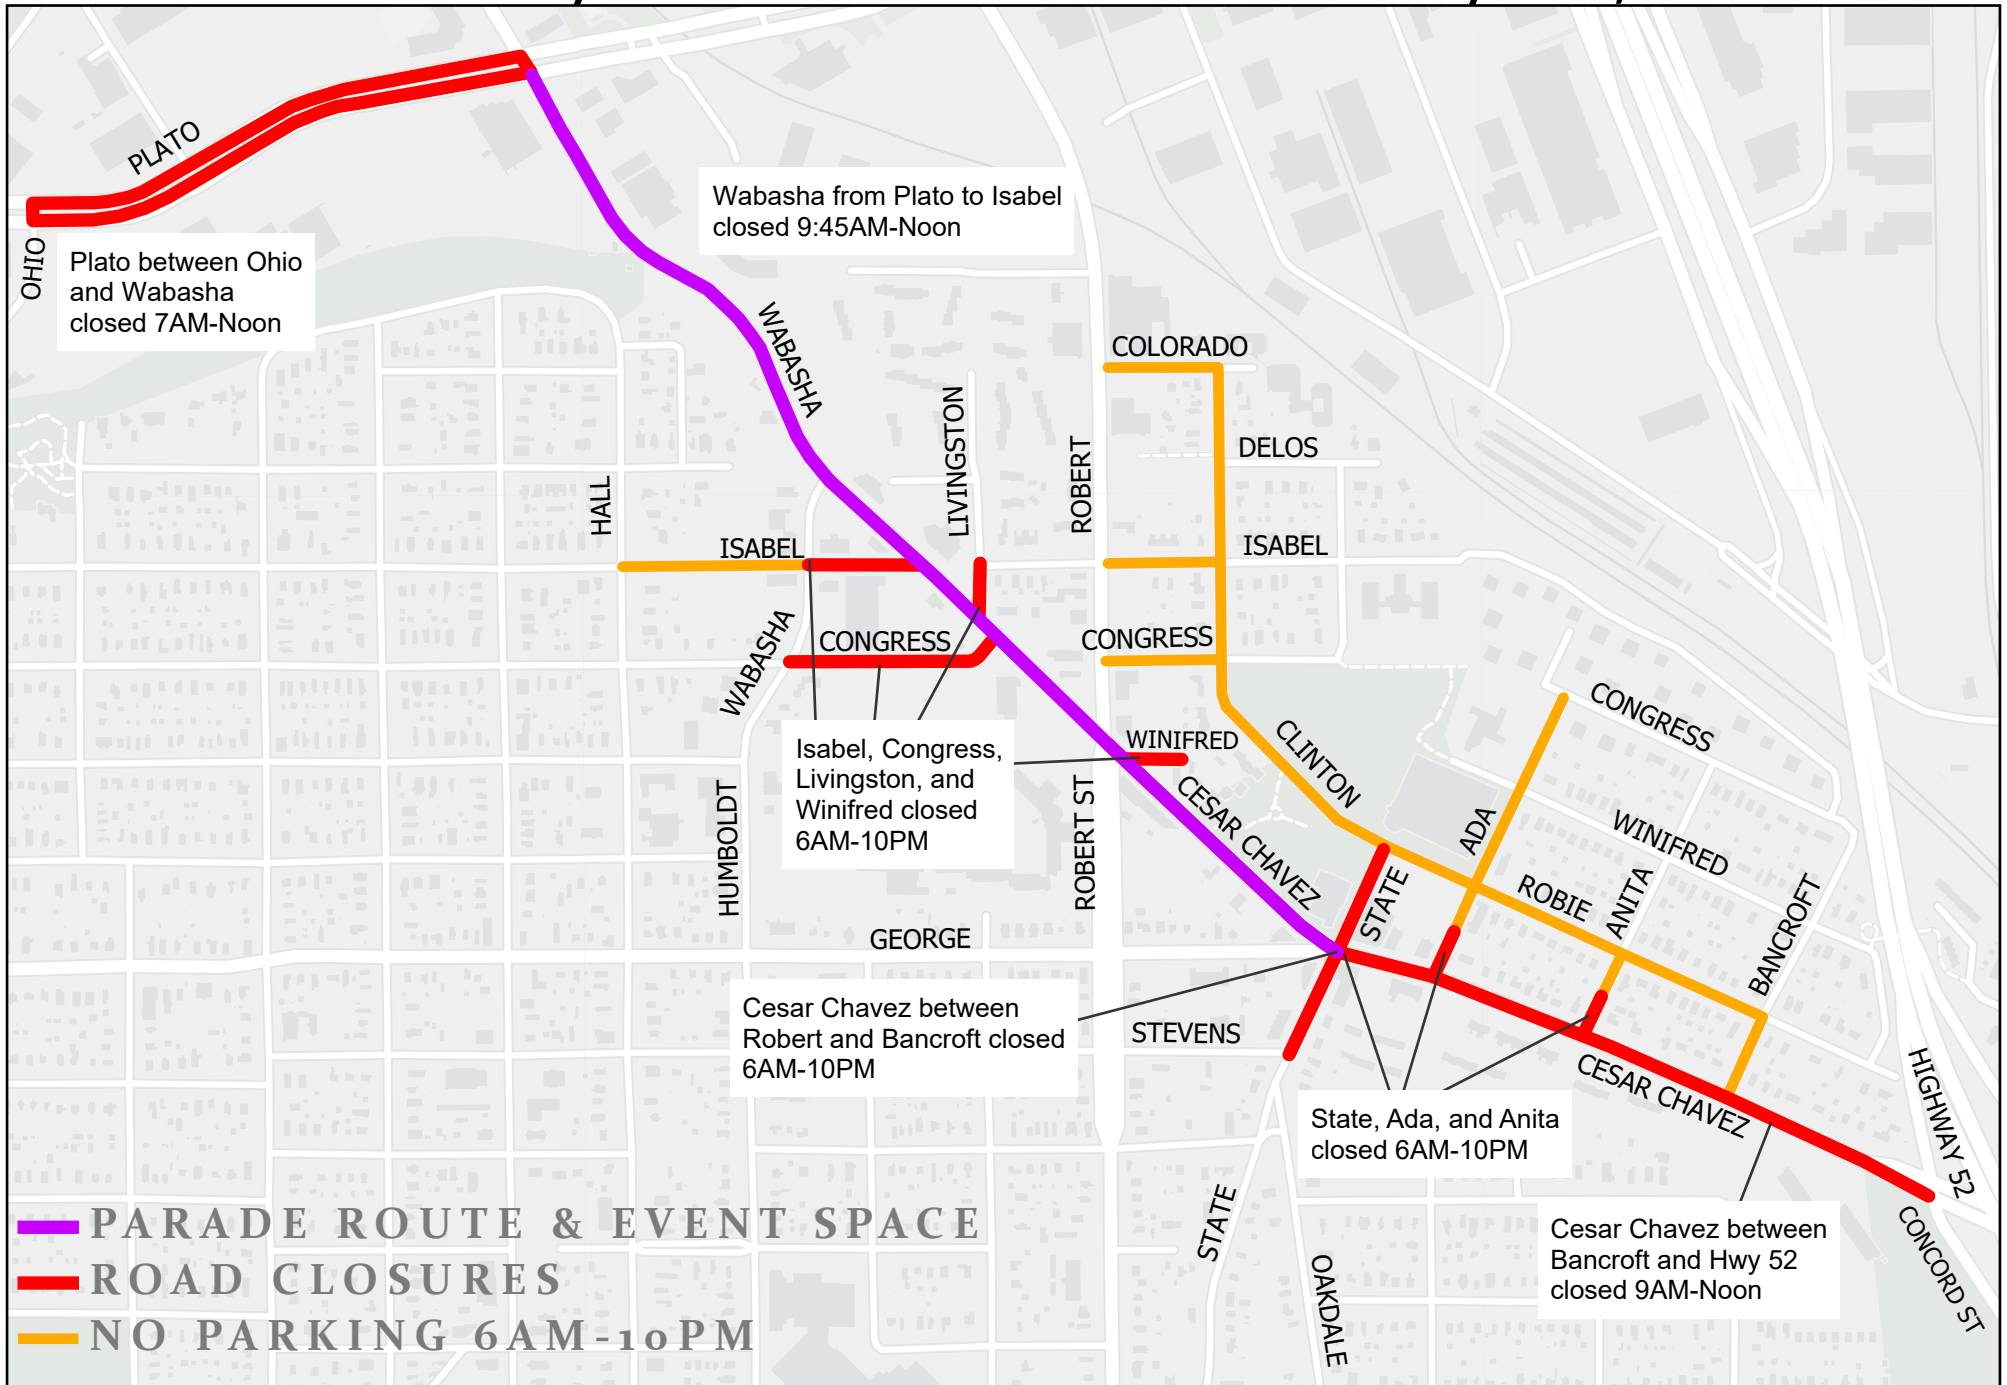 PLATO
OHIO
Plato between Ohio
and Wabasha
closed 7AM-Noon
Wabasha from Plato to Isabel
closed 9:45AM-Noon
WABASHA
COLORADO
LIVINGSTON
ROBERT
DELOS
HALL
ISABEL
ISABEL
WABASHA
CONGRESS
CONGRESS
CONGRESS
WINIFRED
CLINTON
Isabel, Congress,
Livingston, and
Winifred closed
6AM-10PM
HUMBOLDT
ROBERT ST
CESAR CHAVEZ
ADA
WINIFRED
STATE
ROBIE
ANITA
BANCROFT
GEORGE
Cesar Chavez between
Robert and Bancroft closed
6AM-10PM
STEVENS
CESAR CHAVEZ
HIGHWAY 52
State, Ada, and Anita
closed 6AM-10PM
STATE
OAKDALE
Cesar Chavez between
Bancroft and Hwy 52
closed 9AM-Noon
CONCORD ST
PARADE ROUTE & EVENT SPACE
ROAD CLOSURES
NO PARKING 6AM-10PM